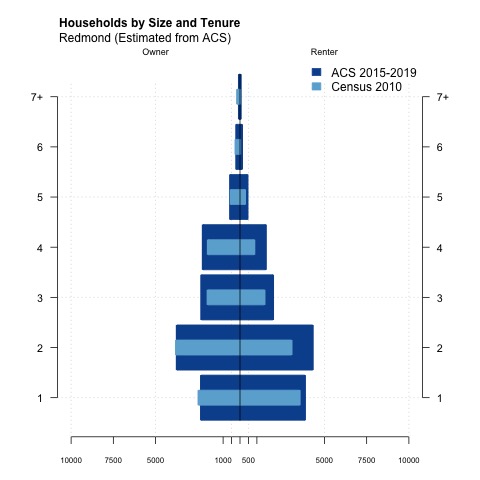 Households by Size and Tenure
Redmond (Estimated from ACS)
Owner Renter
ACS 2015-2019
Census 2010
7+ 7+
6 6
5 5
4 4
3 3
2 2
1 1
10000 7500 5000 1000 500 5000 7500 10000